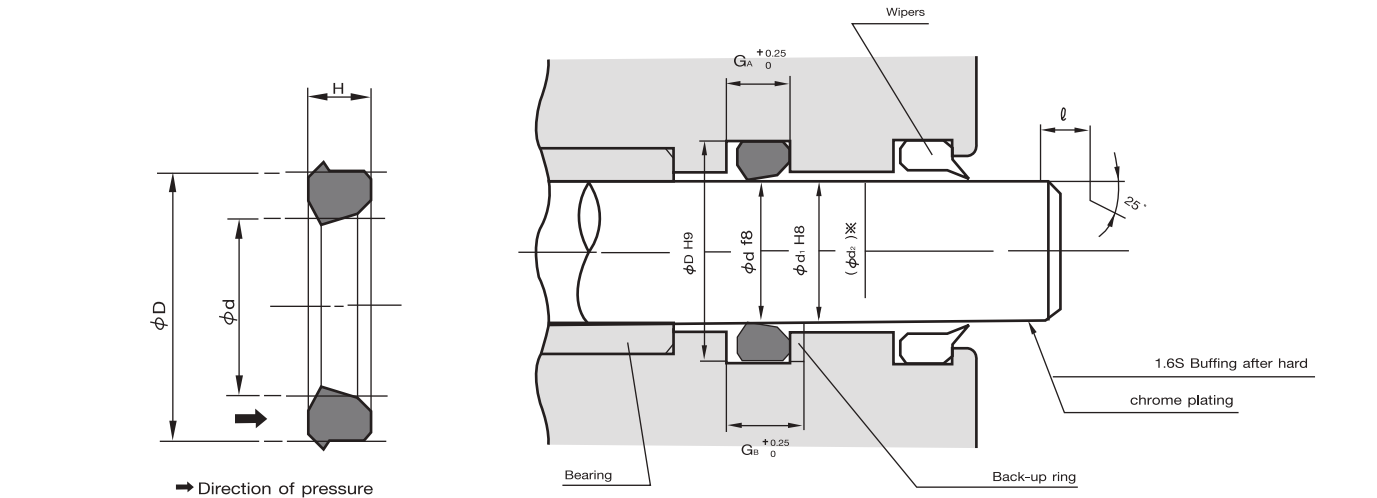 Wipers
GA +0.25
0
H
ℓ
25°
φD H9
φd f8
φd1 H8
(φd2)※
φD
φd
1.6S Buffing after hard
chrome plating
GB +0.25
0
Bearing
Back-up ring
Direction of pressure